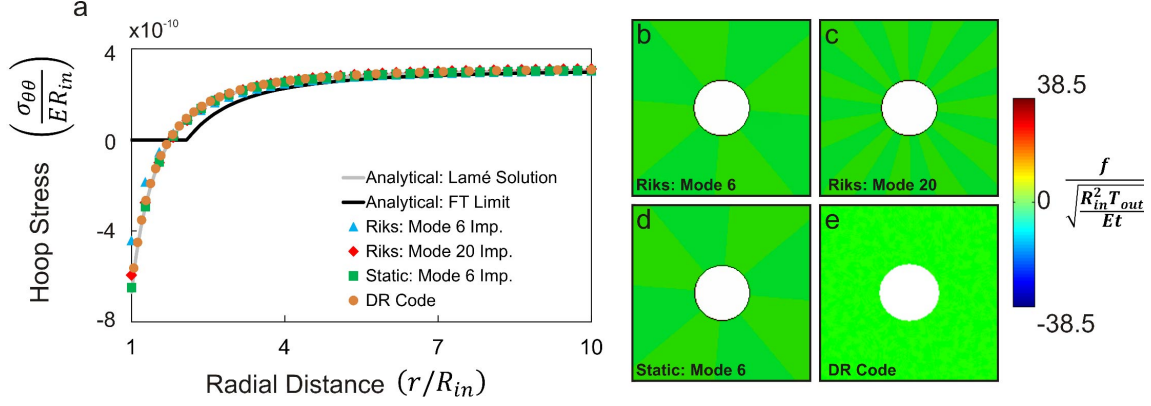 a
x10⁻¹⁰
4
0
-4
-8
1
4
7
10
Hoop Stress (σθθ/ERin)
Radial Distance (r/Rin)
Analytical: Lamé Solution
Analytical: FT Limit
Riks: Mode 6 Imp.
Riks: Mode 20 Imp.
Static: Mode 6 Imp.
DR Code
b
Riks: Mode 6
c
Riks: Mode 20
d
Static: Mode 6
e
DR Code
38.5
0
-38.5
f/√(R²in Tout/Et)